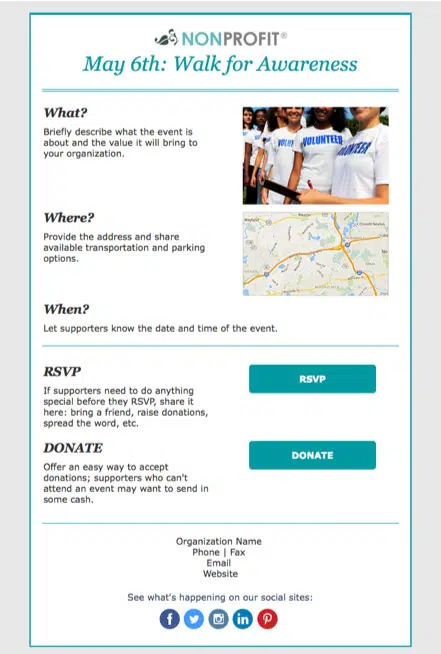 NONPROFIT®
May 6th: Walk for Awareness
What?
Briefly describe what the event is
about and the value it will bring to
your organization.
VOLUNTEER
VOLUNTEER
Where?
Provide the address and share
available transportation and parking
options.
When?
Let supporters know the date and time of the event.
RSVP
If supporters need to do anything
special before they RSVP, share it
here: bring a friend, raise donations,
spread the word, etc.
RSVP
DONATE
Offer an easy way to accept
donations; supporters who can't
attend an event may want to send in
some cash.
DONATE
Organization Name
Phone | Fax
Email
Website
See what's happening on our social sites: